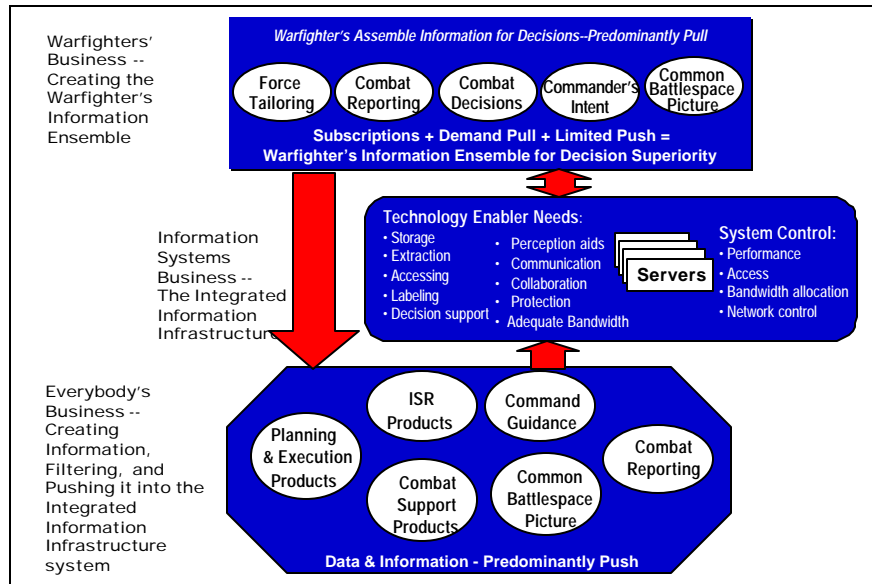 Warfighters'
Business --
Creating the
Warfighter's
Information
Ensemble
Warfighter's Assemble Information for Decisions--Predominantly Pull
Force
Tailoring
Combat
Reporting
Combat
Decisions
Commander's
Intent
Common
Battlespace
Picture
Subscriptions + Demand Pull + Limited Push =
Warfighter's Information Ensemble for Decision Superiority
Information
Systems
Business --
The Integrated
Information
Infrastructure
Technology Enabler Needs:
• Storage
• Extraction
• Accessing
• Labeling
• Decision support
• Perception aids
• Communication
• Collaboration
• Protection
• Adequate Bandwidth
Servers
System Control:
• Performance
• Access
• Bandwidth allocation
• Network control
Everybody's
Business --
Creating
Information,
Filtering, and
Pushing it into the
Integrated
Information
Infrastructure
system
Planning
& Execution
Products
ISR
Products
Command
Guidance
Combat
Support
Products
Common
Battlespace
Picture
Combat
Reporting
Data & Information - Predominantly Push